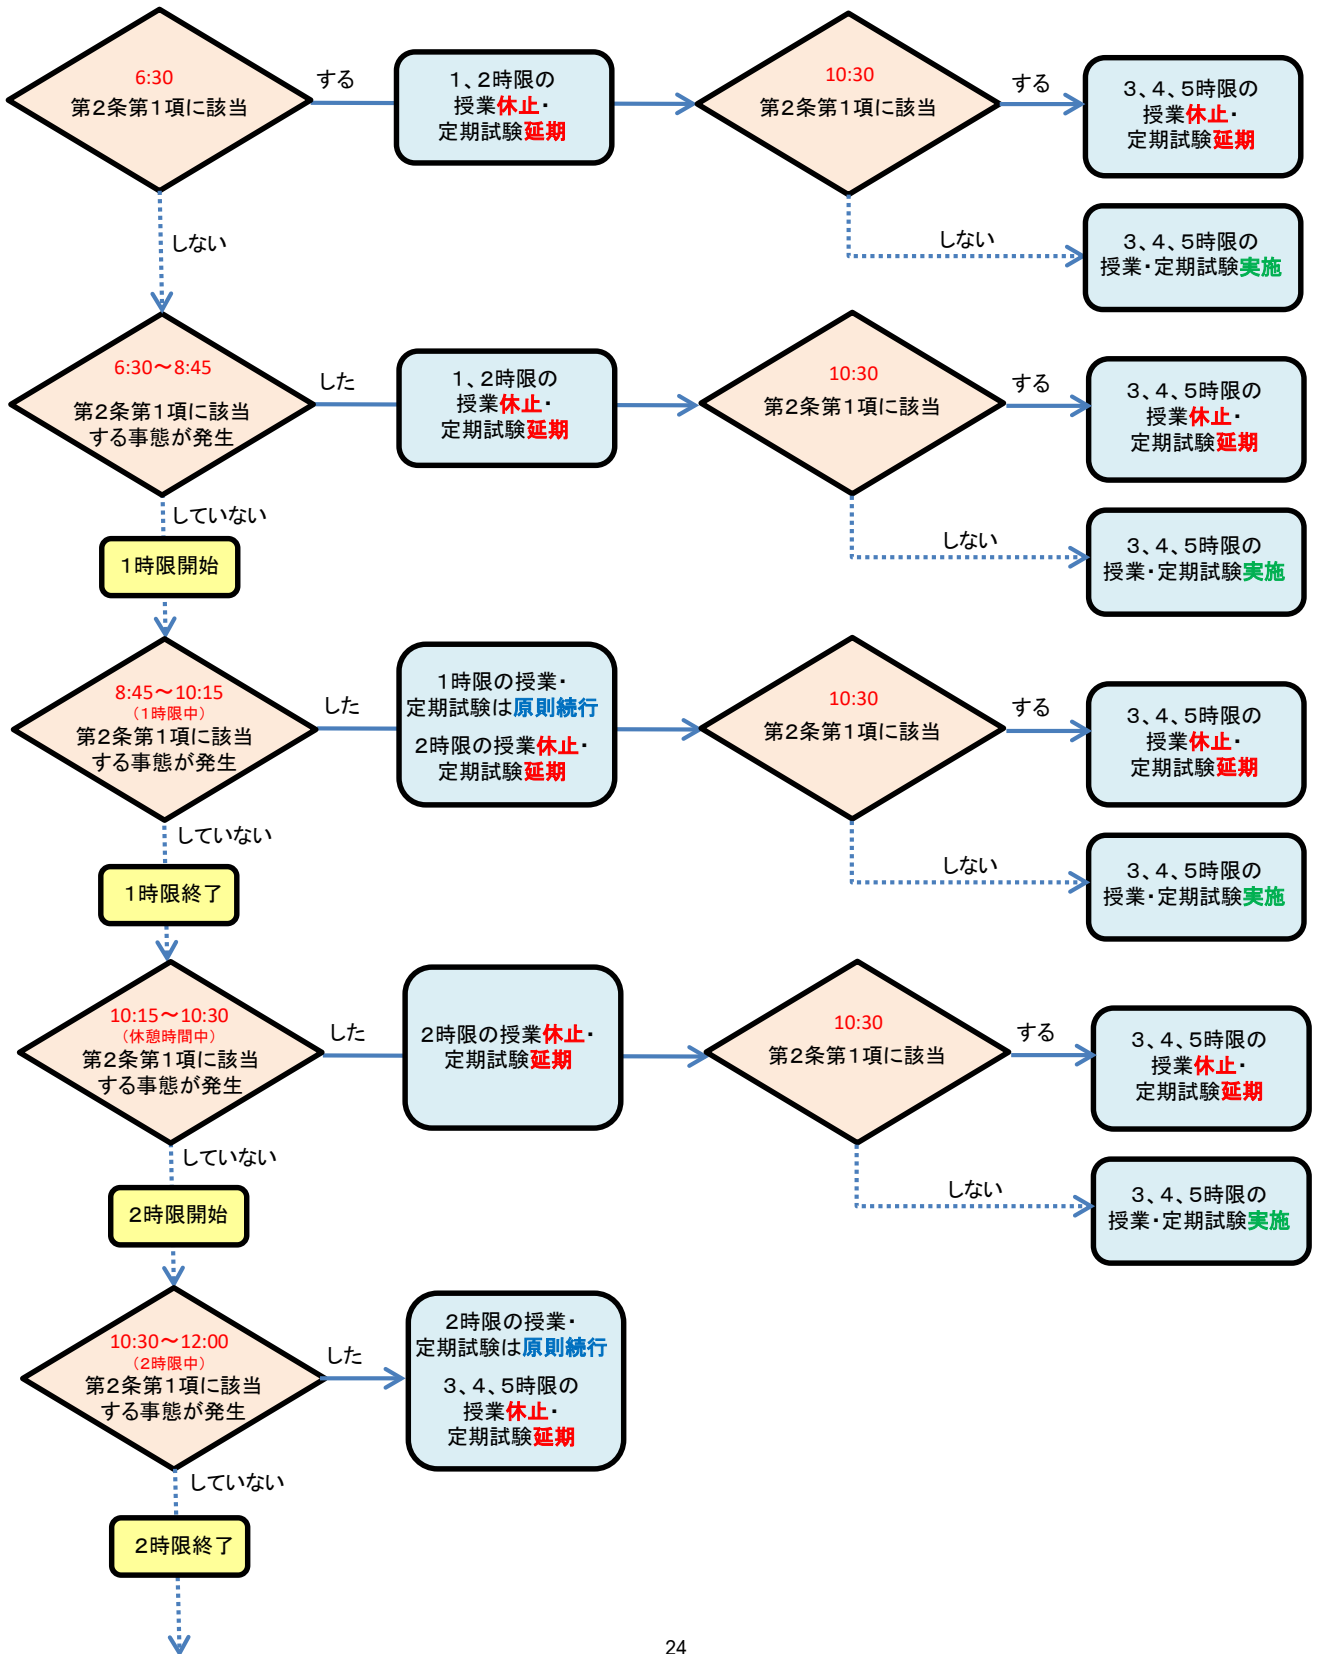 6:30
第2条第1項に該当
する
1、2時限の
授業休止・
定期試験延期
10:30
第2条第1項に該当
する
3、4、5時限の
授業休止・
定期試験延期
しない
しない
3、4、5時限の
授業・定期試験実施
6:30～8:45
第2条第1項に該当
する事態が発生
した
1、2時限の
授業休止・
定期試験延期
10:30
第2条第1項に該当
する
3、4、5時限の
授業休止・
定期試験延期
していない
しない
3、4、5時限の
授業・定期試験実施
1時限開始
8:45～10:15
（1時限中）
第2条第1項に該当
する事態が発生
した
1時限の授業・
定期試験は原則続行
2時限の授業休止・
定期試験延期
10:30
第2条第1項に該当
する
3、4、5時限の
授業休止・
定期試験延期
していない
しない
3、4、5時限の
授業・定期試験実施
1時限終了
10:15～10:30
（休憩時間中）
第2条第1項に該当
する事態が発生
した
2時限の授業休止・
定期試験延期
10:30
第2条第1項に該当
する
3、4、5時限の
授業休止・
定期試験延期
していない
しない
3、4、5時限の
授業・定期試験実施
2時限開始
10:30～12:00
（2時限中）
第2条第1項に該当
する事態が発生
した
2時限の授業・
定期試験は原則続行
3、4、5時限の
授業休止・
定期試験延期
していない
2時限終了
24